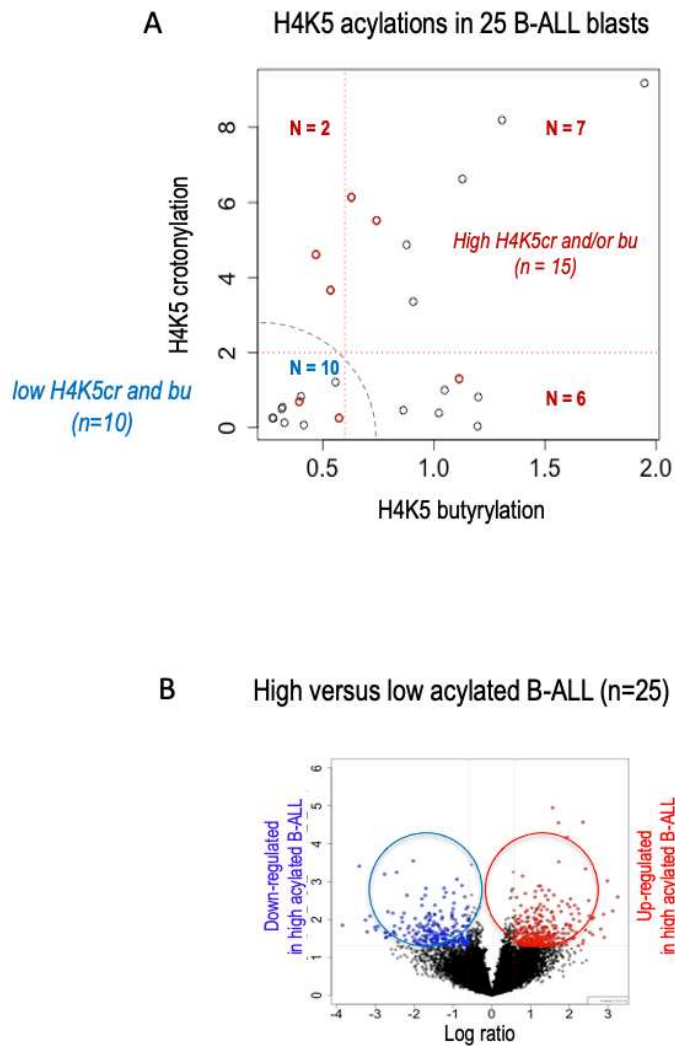 A
H4K5 acylations in 25 B-ALL blasts
N = 2
N = 7
High H4K5cr and/or bu
(n = 15)
N = 10
N = 6
low H4K5cr and bu
(n=10)
H4K5 crotonylation
8
6
4
2
0
0.5
1.0
1.5
2.0
H4K5 butyrylation
B
High versus low acylated B-ALL (n=25)
Down-regulated
in high acylated B-ALL
6
5
4
3
2
1
0
Up-regulated
in high acylated B-ALL
-4
-3
-2
-1
0
1
2
3
Log ratio